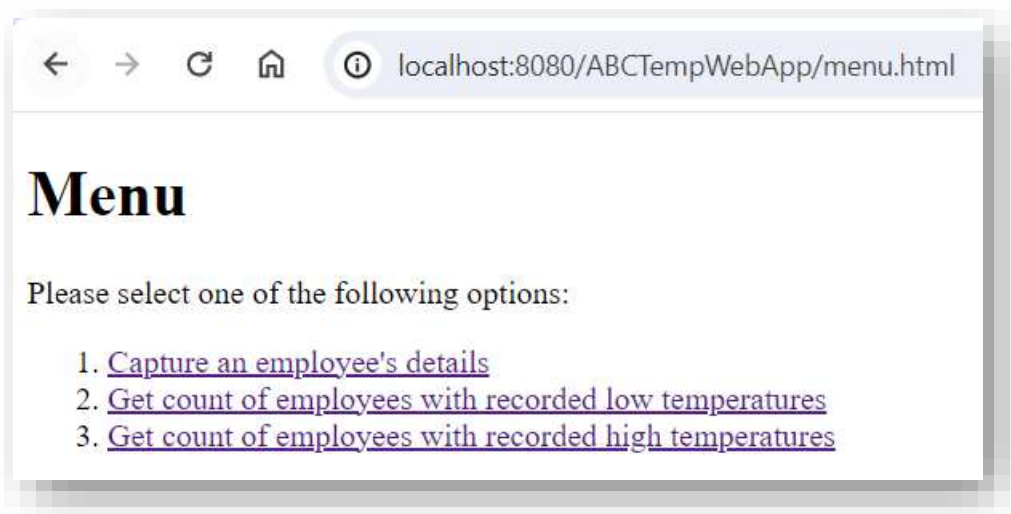 localhost:8080/ABCTempWebApp/menu.html
Menu
Please select one of the following options:
1. Capture an employee's details
2. Get count of employees with recorded low temperatures
3. Get count of employees with recorded high temperatures